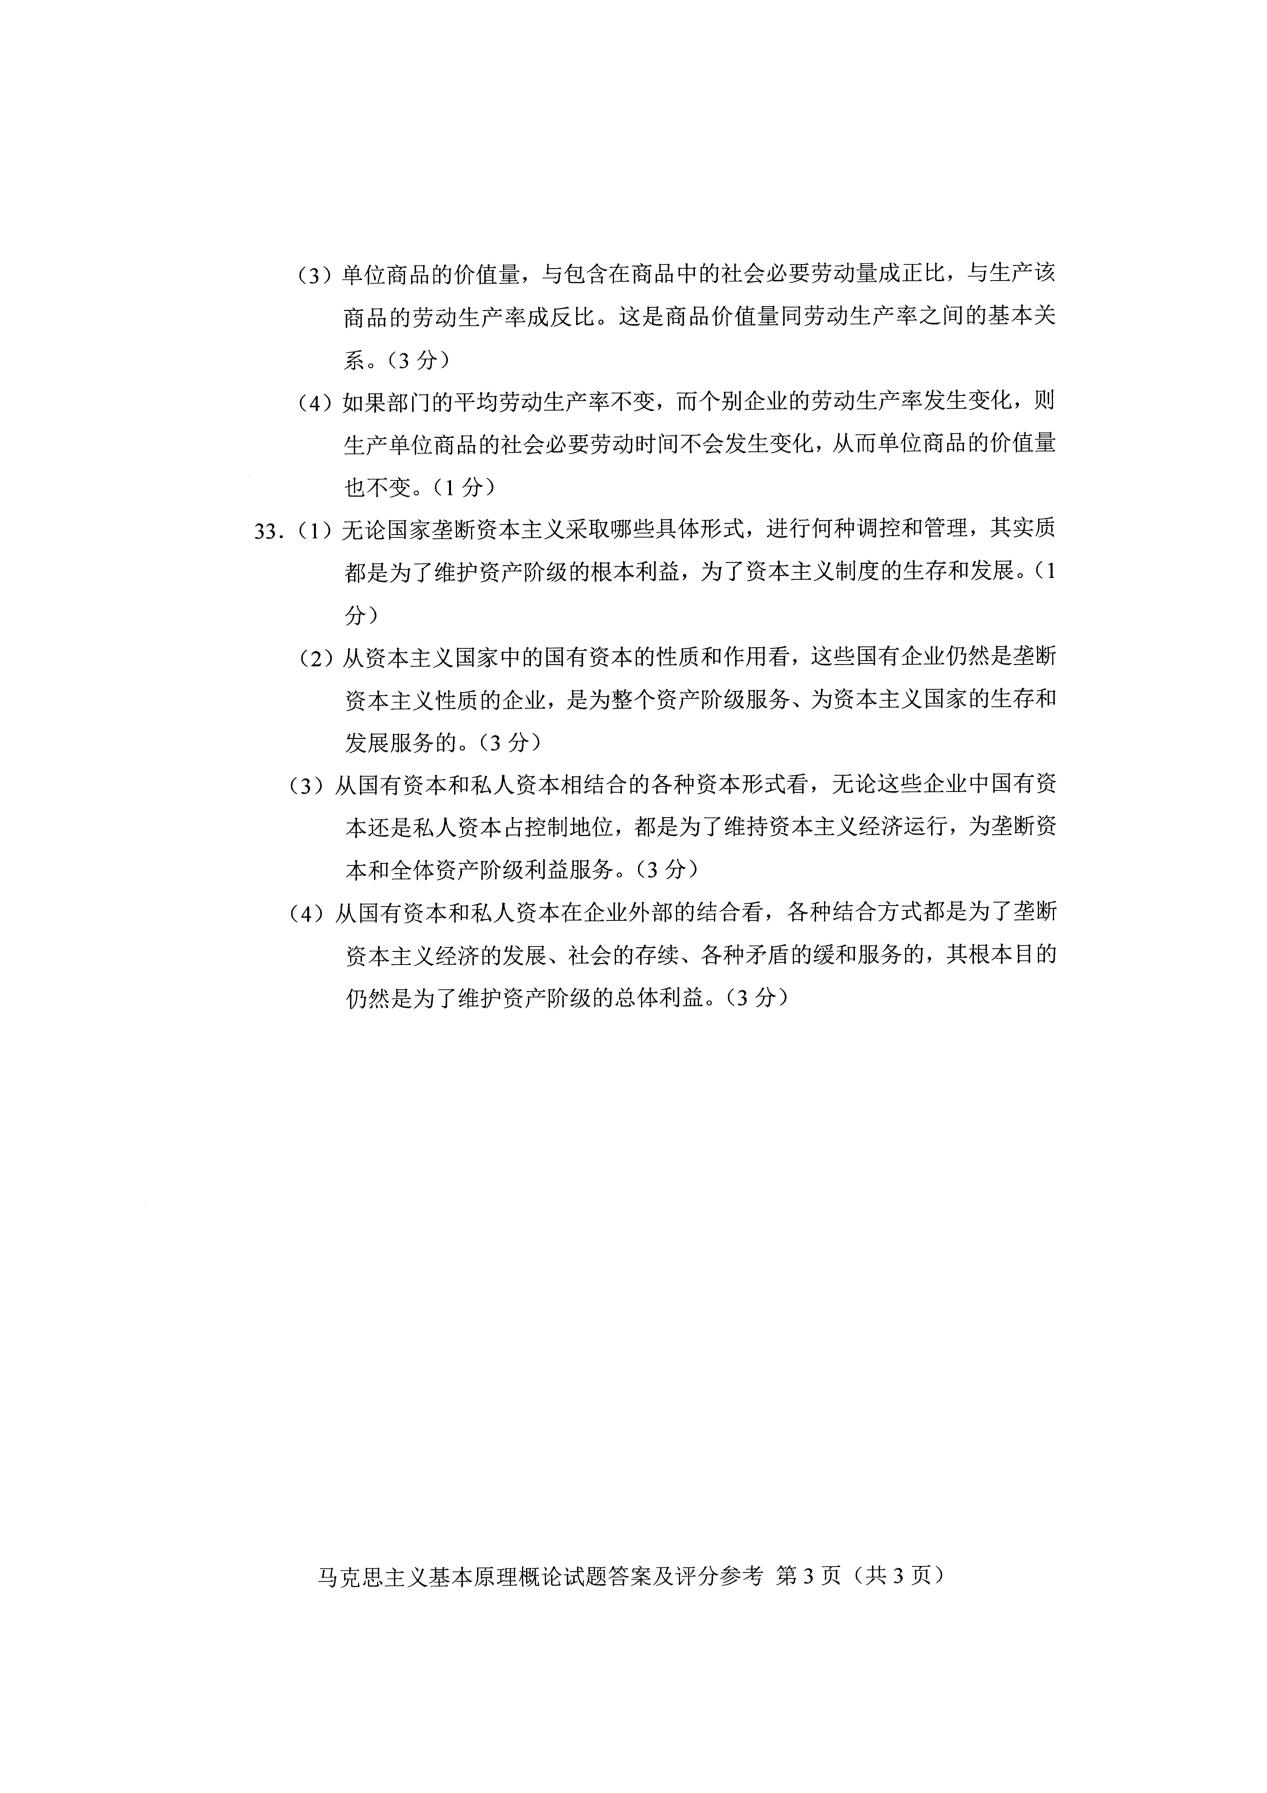 （3）单位商品的价值量，与包含在商品中的社会必要劳动量成正比，与生产该
商品的劳动生产率成反比。这是商品价值量同劳动生产率之间的基本关
系。（3 分）
（4）如果部门的平均劳动生产率不变，而个别企业的劳动生产率发生变化，则
生产单位商品的社会必要劳动时间不会发生变化，从而单位商品的价值量
也不变。（1 分）
33．（1）无论国家垄断资本主义采取哪些具体形式，进行何种调控和管理，其实质
都是为了维护资产阶级的根本利益，为了资本主义制度的生存和发展。（1
分）
（2）从资本主义国家中的国有资本的性质和作用看，这些国有企业仍然是垄断
资本主义性质的企业，是为整个资产阶级服务、为资本主义国家的生存和
发展服务的。（3 分）
（3）从国有资本和私人资本相结合的各种资本形式看，无论这些企业中国有资
本还是私人资本占控制地位，都是为了维持资本主义经济运行，为垄断资
本和全体资产阶级利益服务。（3 分）
（4）从国有资本和私人资本在企业外部的结合看，各种结合方式都是为了垄断
资本主义经济的发展、社会的存续、各种矛盾的缓和服务的，其根本目的
仍然是为了维护资产阶级的总体利益。（3 分）
马克思主义基本原理概论试题答案及评分参考 第 3 页（共 3 页）